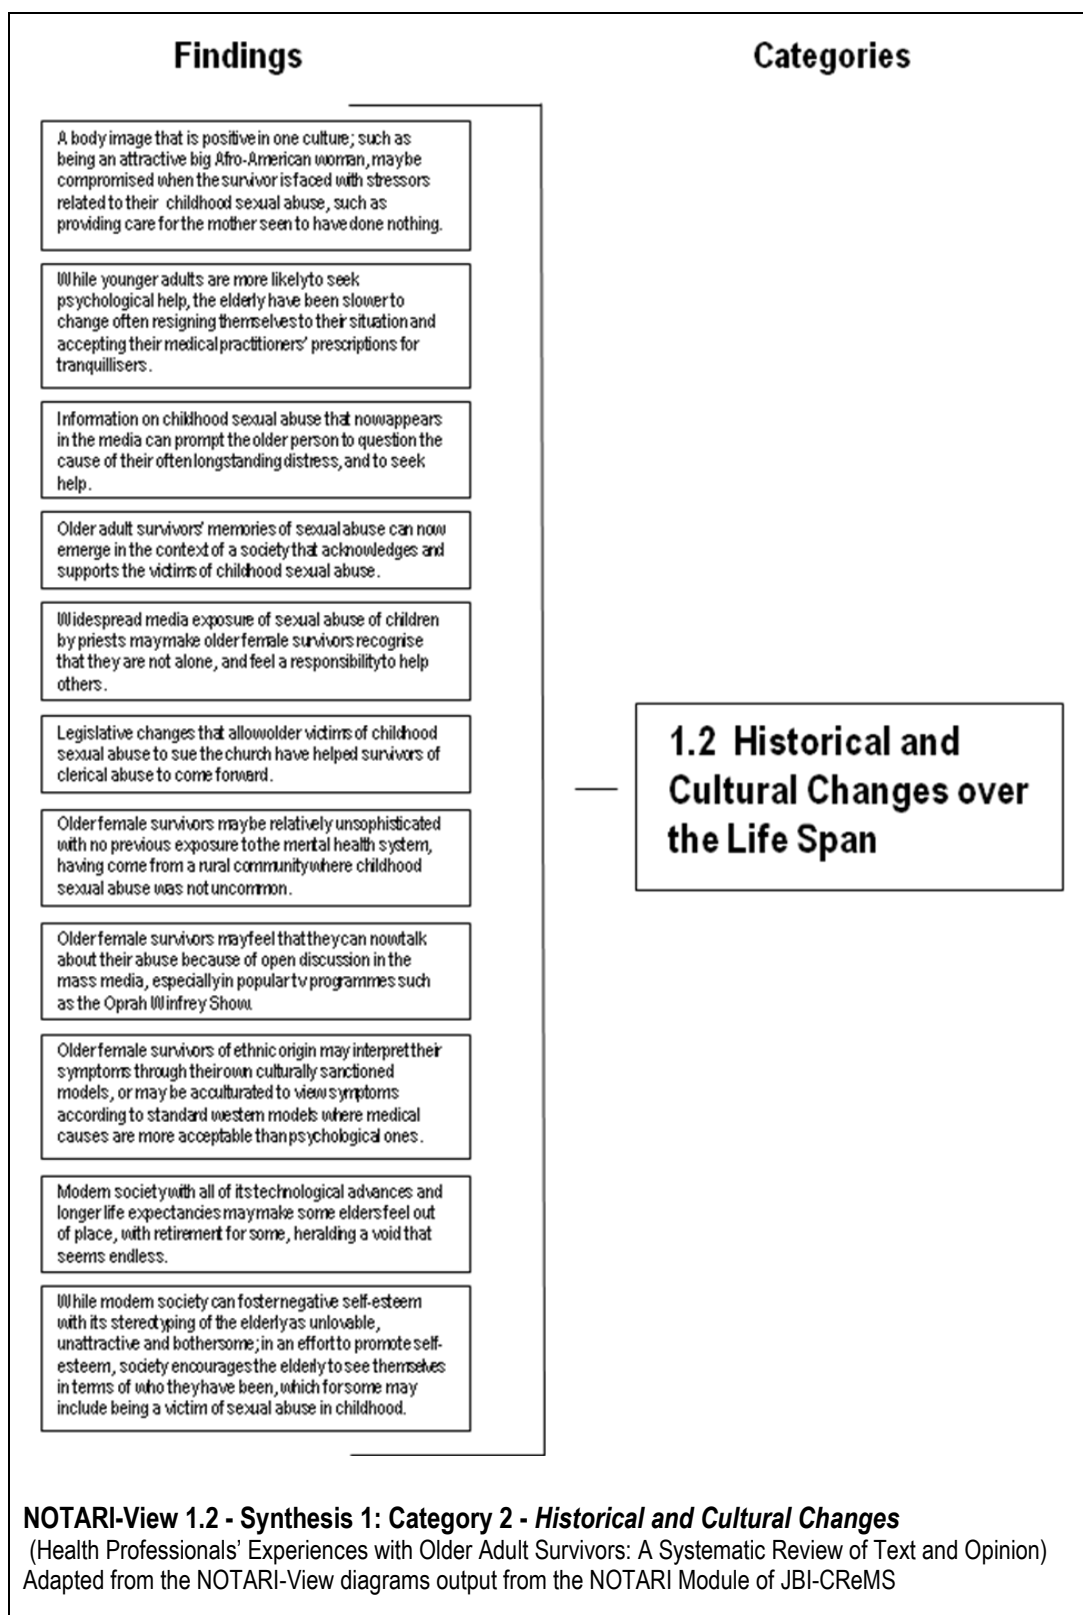 Findings
Categories
A body image that is positive in one culture; such as
being an attractive big Afro-American woman, may be
compromised when the survivor is faced with stressors
related to their childhood sexual abuse, such as
providing care for the mother seen to have done nothing.
While younger adults are more likely to seek
psychological help, the elderly have been slower to
change often resigning themselves to their situation and
accepting their medical practitioners' prescriptions for
tranquillisers.
Information on childhood sexual abuse that now appears
in the media can prompt the older person to question the
cause of their often longstanding distress, and to seek
help.
Older adult survivors' memories of sexual abuse can now
emerge in the context of a society that acknowledges and
supports the victims of childhood sexual abuse.
Widespread media exposure of sexual abuse of children
by priests may make older female survivors recognise
that they are not alone, and feel a responsibility to help
others.
Legislative changes that allow older victims of childhood
sexual abuse to sue the church have helped survivors of
clerical abuse to come forward.
1.2 Historical and
Cultural Changes over
the Life Span
Older female survivors may be relatively unsophisticated
with no previous exposure to the mental health system,
having come from a rural community where childhood
sexual abuse was not uncommon.
Older female survivors may feel that they can now talk
about their abuse because of open discussion in the
mass media, especially in popular tv programmes such
as the Oprah Winfrey Show.
Older female survivors of ethnic origin may interpret their
symptoms through their own culturally sanctioned
models, or may be acculturated to view symptoms
according to standard western models where medical
causes are more acceptable than psychological ones.
Modern society with all of its technological advances and
longer life expectancies may make some elders feel out
of place, with retirement for some, heralding a void that
seems endless.
While modern society can foster negative self-esteem
with its stereotyping of the elderly as unlovable,
unattractive and bothersome; in an effort to promote self-
esteem, society encourages the elderly to see themselves
in terms of who they have been, which for some may
include being a victim of sexual abuse in childhood.
NOTARI-View 1.2 - Synthesis 1: Category 2 - Historical and Cultural Changes
(Health Professionals' Experiences with Older Adult Survivors: A Systematic Review of Text and Opinion)
Adapted from the NOTARI-View diagrams output from the NOTARI Module of JBI-CReMS